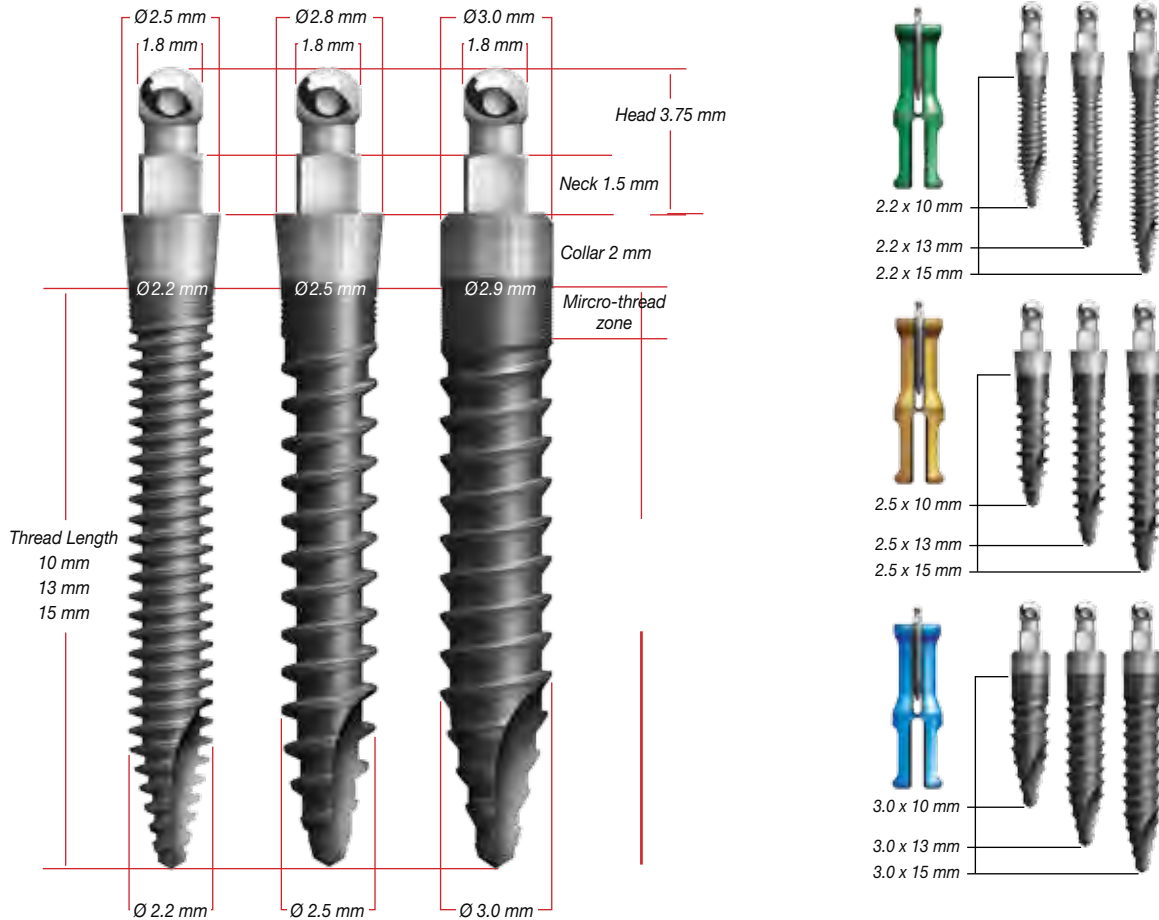 Ø2.5 mm
Ø2.8 mm
Ø3.0 mm
1.8 mm
1.8 mm
1.8 mm
Head 3.75 mm
Neck 1.5 mm
Collar 2 mm
Ø2.2 mm
Ø2.5 mm
Ø2.9 mm
Mircro-thread
zone
Thread Length
10 mm
13 mm
15 mm
Ø 2.2 mm
Ø 2.5 mm
Ø 3.0 mm
2.2 x 10 mm
2.2 x 13 mm
2.2 x 15 mm
2.5 x 10 mm
2.5 x 13 mm
2.5 x 15 mm
3.0 x 10 mm
3.0 x 13 mm
3.0 x 15 mm